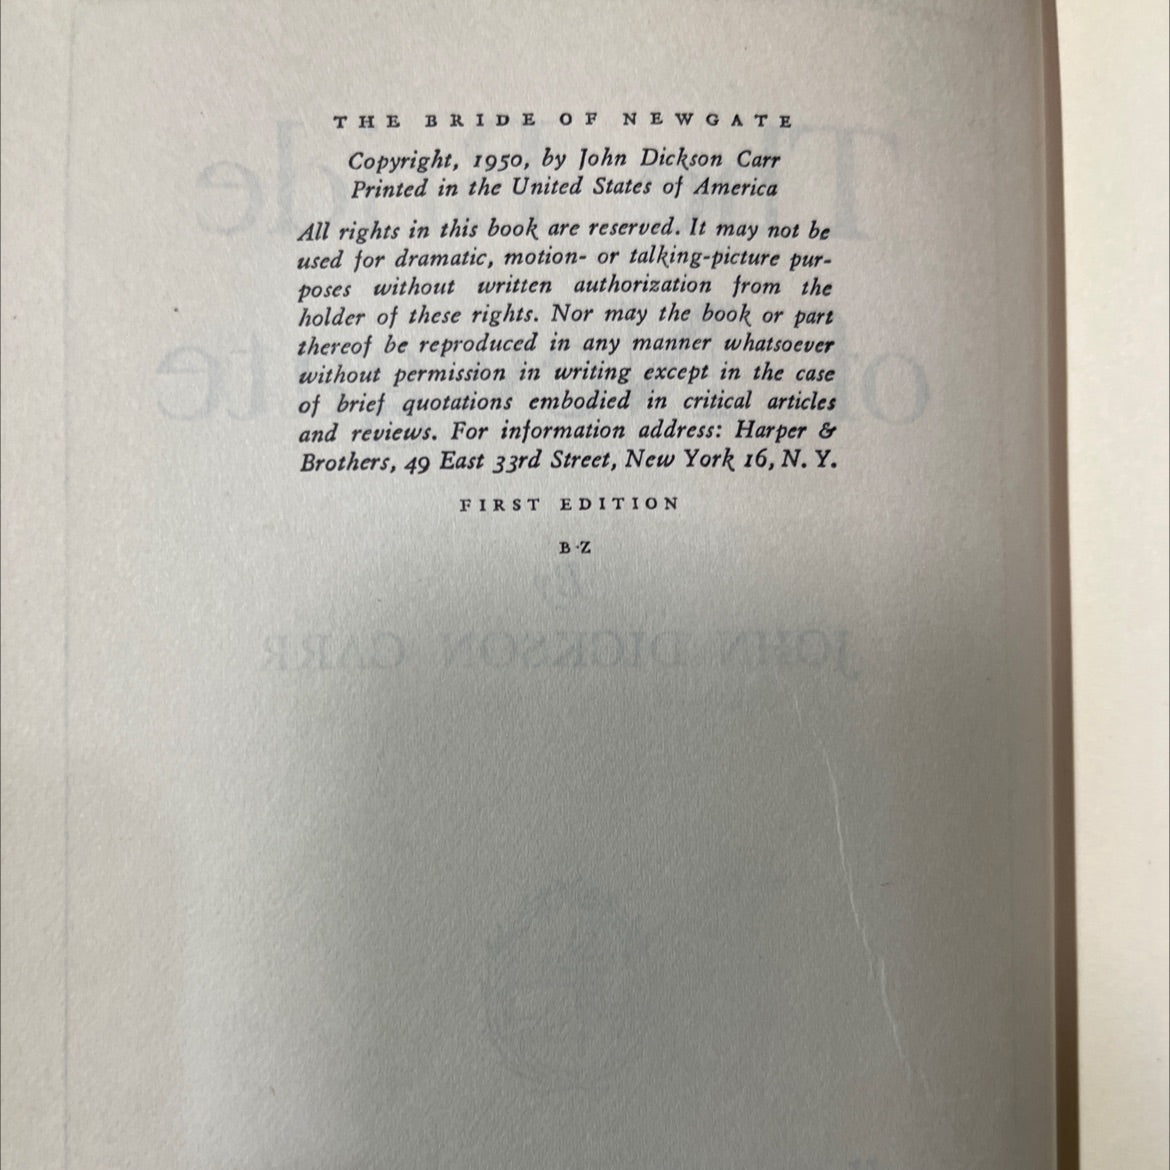 THE BRIDE OF NEWGATE
Copyright, 1950, by John Dickson Carr
Printed in the United States of America
All rights in this book are reserved. It may not be
used for dramatic, motion- or talking-picture pur-
poses without written authorization from the
holder of these rights. Nor may the book or part
thereof be reproduced in any manner whatsoever
without permission in writing except in the case
of brief quotations embodied in critical articles
and reviews. For information address: Harper &
Brothers, 49 East 33rd Street, New York 16, N. Y.
FIRST EDITION
B-Z
JOHN DICKSON CARR